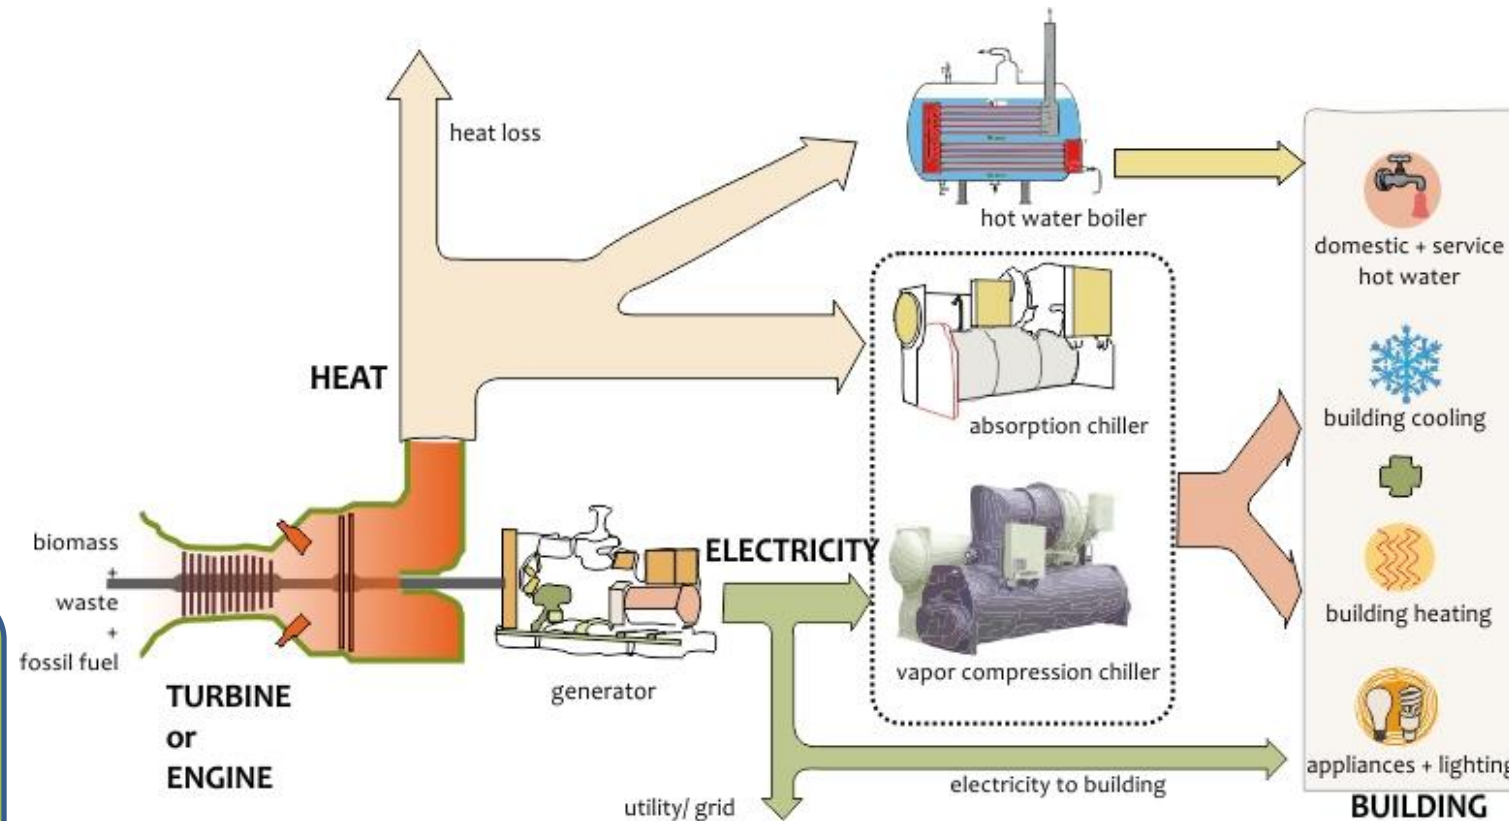 heat loss
hot water boiler
domestic + service
hot water
HEAT
absorption chiller
building cooling
biomass
+
waste
+
fossil fuel
ELECTRICITY
building heating
vapor compression chiller
generator
TURBINE
or
ENGINE
appliances + lighting
electricity to building
utility/ grid
BUILDING